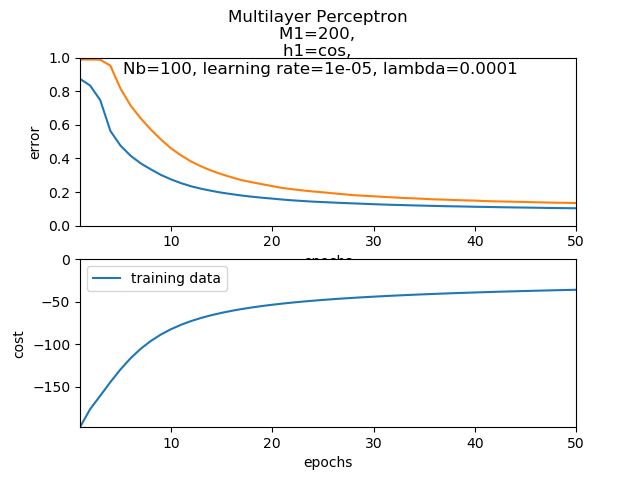 Multilayer Perceptron
M1=200,
h1=cos,
Nb=100, learning rate=1e-05, lambda=0.0001
1.0
0.8
0.6
0.4
0.2
0.0
error
10
20
30
40
50
epochs
0
−50
−100
−150
cost
training data
10
20
30
40
50
epochs